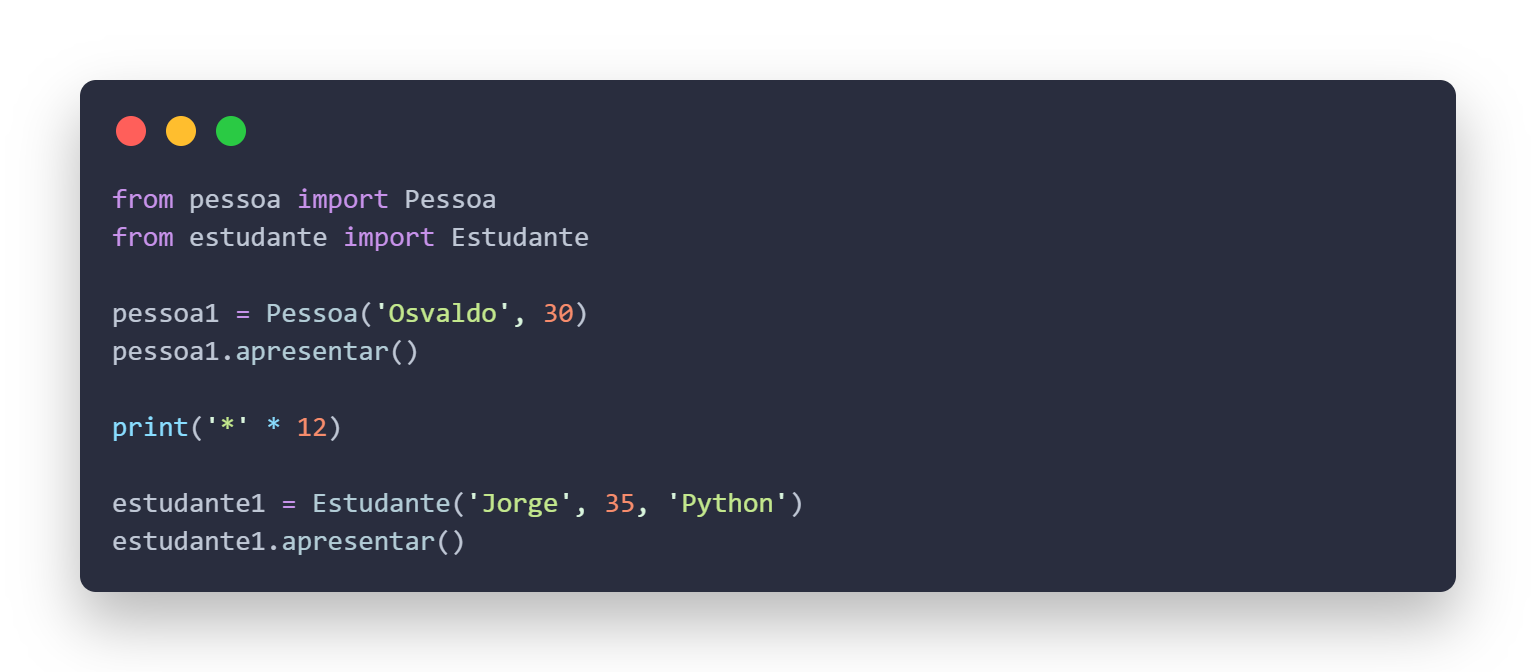 from pessoa import Pessoa
from estudante import Estudante
pessoa1 = Pessoa('Osvaldo', 30)
pessoa1.apresentar()
print('*' * 12)
estudante1 = Estudante('Jorge', 35, 'Python')
estudante1.apresentar()